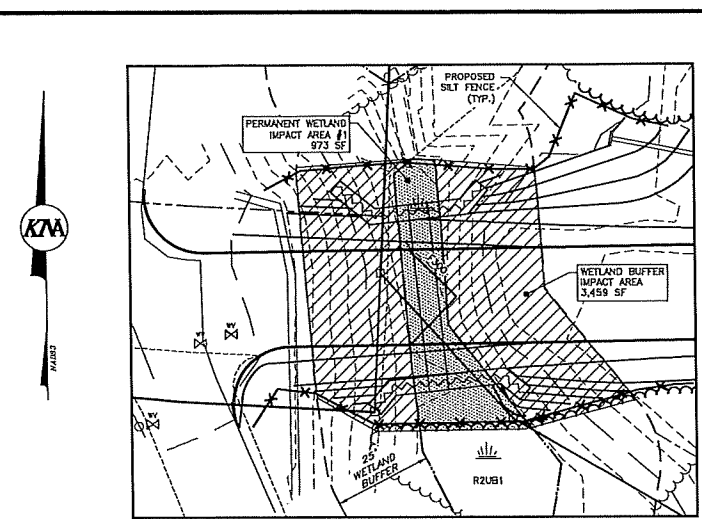 PROPOSED
SILT FENCE
(TYP.)
PERMANENT WETLAND
IMPACT AREA #1
973 SF
KNA
NAD83
WETLAND BUFFER
IMPACT AREA
3,459 SF
WV
WV
WV
25'
WETLAND
BUFFER
R2UB1